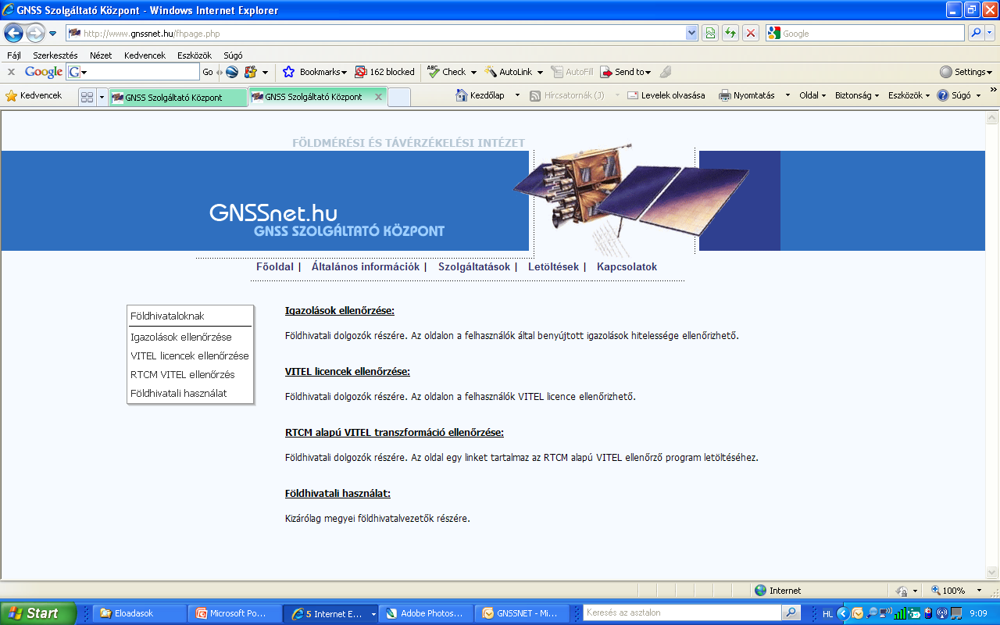 GNSS Szolgáltató Központ - Windows Internet Explorer
http://www.gnssnet.hu/fhpage.php
Google
Fájl Szerkesztés Nézet Kedvencek Eszközök Súgó
Google G Go Bookmarks 162 blocked ABC Check AutoLink AutoFill Send to Settings
Kedvencek GNSS Szolgáltató Központ GNSS Szolgáltató Központ Kezdőlap Hírcsatornák (J) Levelek olvasása Nyomtatás Oldal Biztonság Eszközök Súgó
FÖLDMÉRÉSI ÉS TÁVÉRZÉKELÉSI INTÉZET
GNSSnet.hu
GNSS SZOLGÁLTATÓ KÖZPONT
Főoldal | Általános információk | Szolgáltatások | Letöltések | Kapcsolatok
Földhivataloknak
Igazolások ellenőrzése
VITEL licencek ellenőrzése
RTCM VITEL ellenőrzés
Földhivatali használat
Igazolások ellenőrzése:
Földhivatali dolgozók részére. Az oldalon a felhasználók által benyújtott igazolások hitelessége ellenőrizhető.
VITEL licencek ellenőrzése:
Földhivatali dolgozók részére. Az oldalon a felhasználók VITEL licence ellenőrizhető.
RTCM alapú VITEL transzformáció ellenőrzése:
Földhivatali dolgozók részére. Az oldal egy linket tartalmaz az RTCM alapú VITEL ellenőrző program letöltéséhez.
Földhivatali használat:
Kizárólag megyei földhivatalvezetők részére.
Internet 100%
Start Eloadasok Microsoft Po... 5 Internet E... Adobe Photos... GNSSNET - Mi... Keresés az asztalon HL 9:09